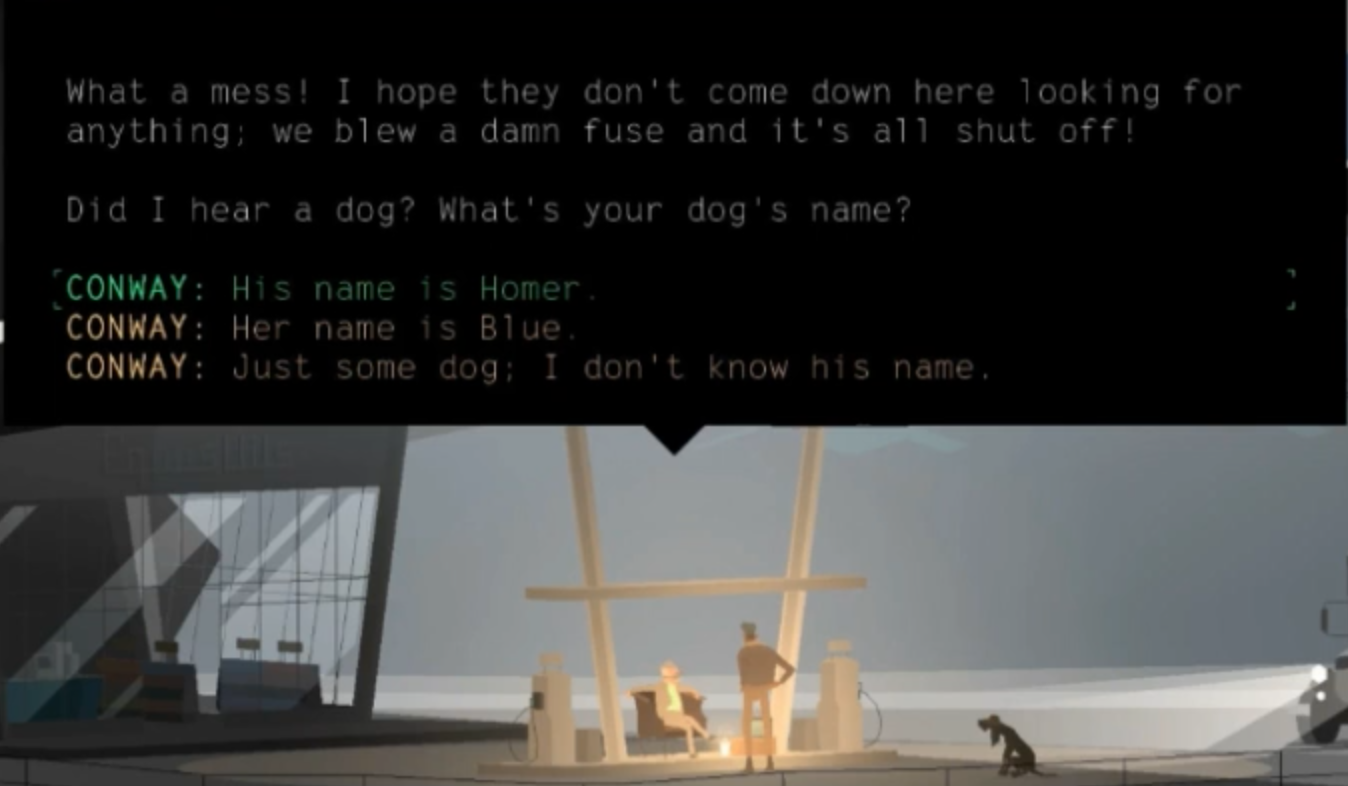 What a mess! I hope they don't come down here looking for
anything; we blew a damn fuse and it's all shut off!
Did I hear a dog? What's your dog's name?
CONWAY: His name is Homer.
CONWAY: Her name is Blue.
CONWAY: Just some dog; I don't know his name.